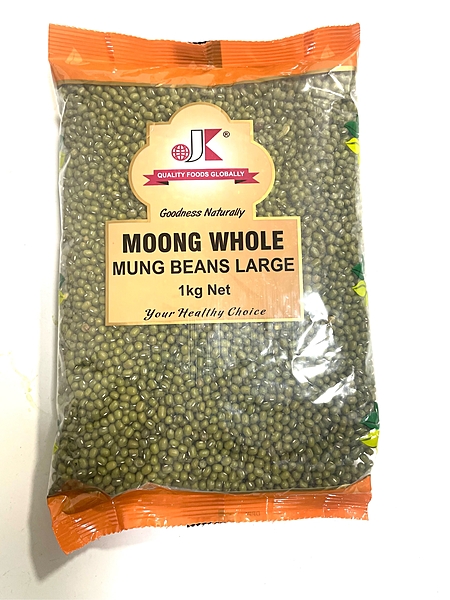 JK®
QUALITY FOODS GLOBALLY
Goodness Naturally
MOONG WHOLE
MUNG BEANS LARGE
1kg Net
Your Healthy Choice